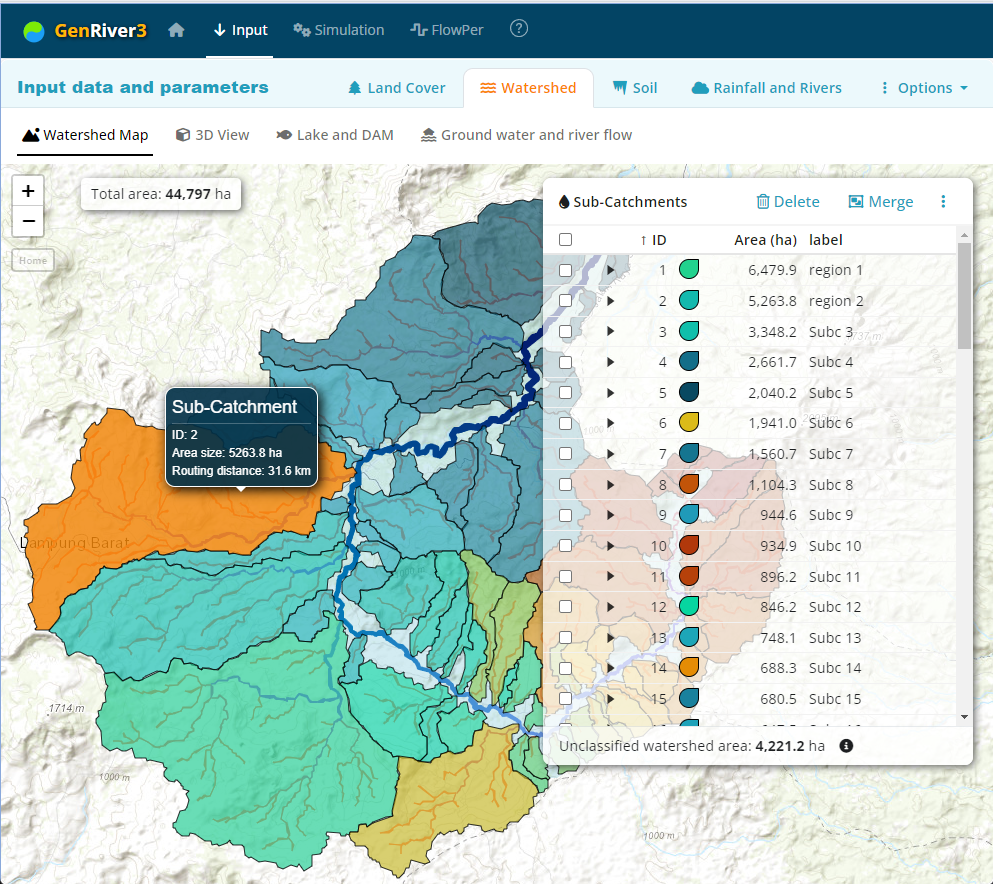 GenRiver3 Input Simulation FlowPer ?
Input data and parameters Land Cover Watershed Soil Rainfall and Rivers Options
Watershed Map 3D View Lake and DAM Ground water and river flow
+
−
Home
Total area: 44,797 ha
Sub-Catchment
ID: 2
Area size: 5263.8 ha
Routing distance: 31.6 km
Lampung Barat
1714 m
1000 m
1000 m
1000 m
Sub-Catchments Delete Merge
↑ ID Area (ha) label
1 6,479.9 region 1
2 5,263.8 region 2
3 3,348.2 Subc 3
4 2,661.7 Subc 4
5 2,040.2 Subc 5
6 1,941.0 Subc 6
7 1,560.7 Subc 7
8 1,104.3 Subc 8
9 944.6 Subc 9
10 934.9 Subc 10
11 896.2 Subc 11
12 846.2 Subc 12
13 748.1 Subc 13
14 688.3 Subc 14
15 680.5 Subc 15
Unclassified watershed area: 4,221.2 ha